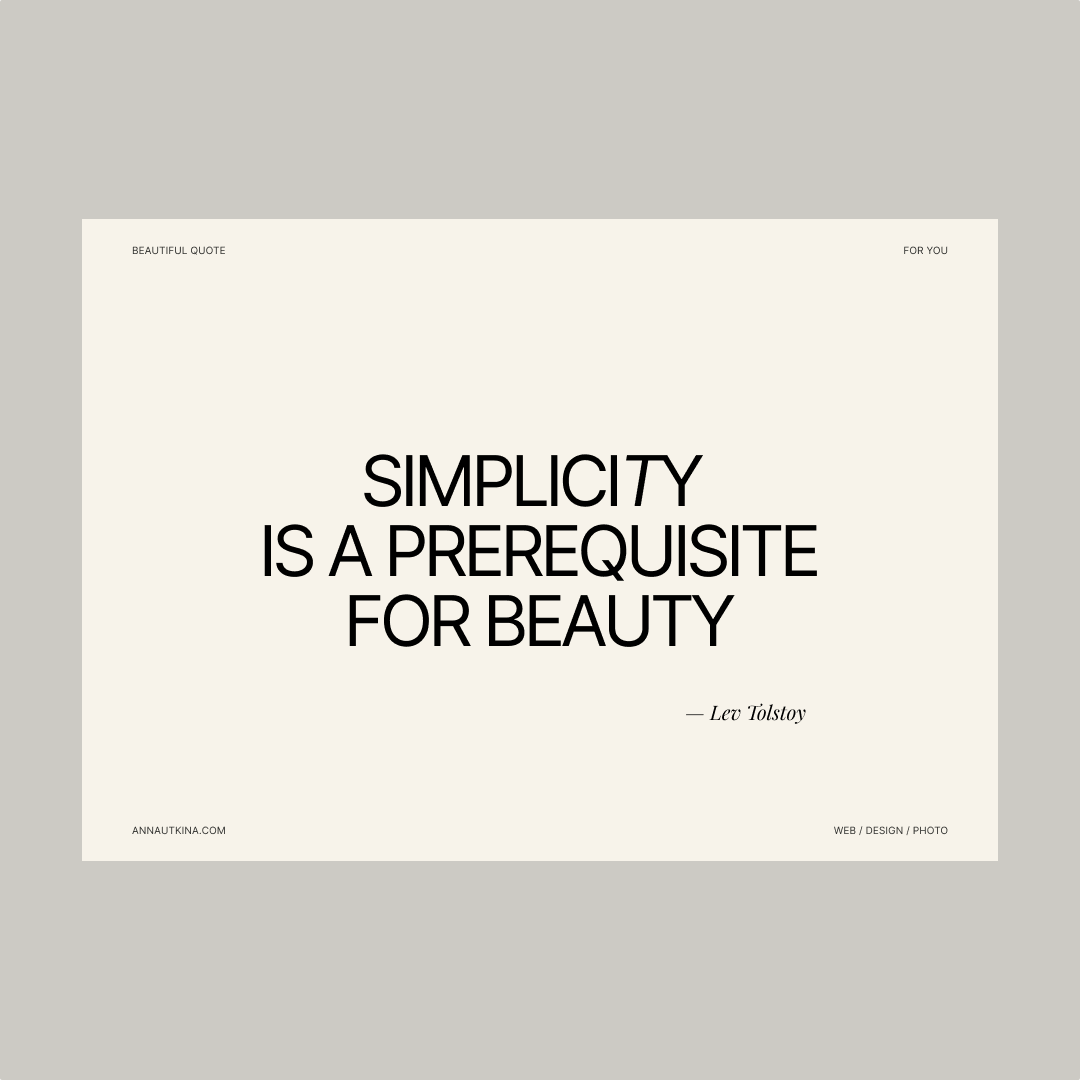 BEAUTIFUL QUOTE
FOR YOU
SIMPLICITY
IS A PREREQUISITE
FOR BEAUTY
— Lev Tolstoy
ANNAUTKINA.COM
WEB / DESIGN / PHOTO